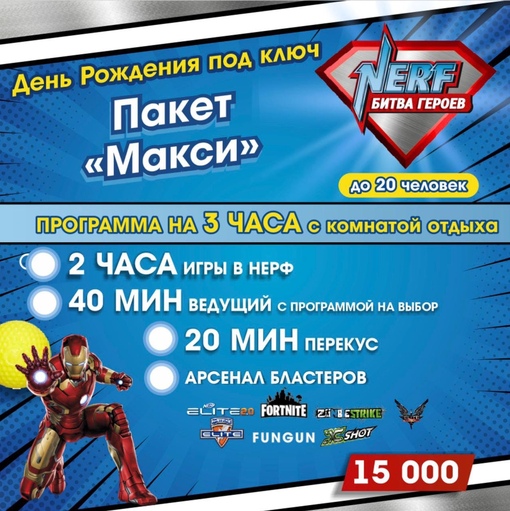 День Рождения под ключ
NERF
БИТВА ГЕРОЕВ
Пакет
«Макси»
до 20 человек
ПРОГРАММА НА 3 ЧАСА с комнатой отдыха
2 ЧАСА ИГРЫ В НЕРФ
40 МИН ВЕДУЩИЙ С ПРОГРАММОЙ НА ВЫБОР
20 МИН ПЕРЕКУС
АРСЕНАЛ БЛАСТЕРОВ
ELITE 2.0 FORTNITE ZOMBIE STRIKE
ELITE FUNGUN X SHOT
15 000